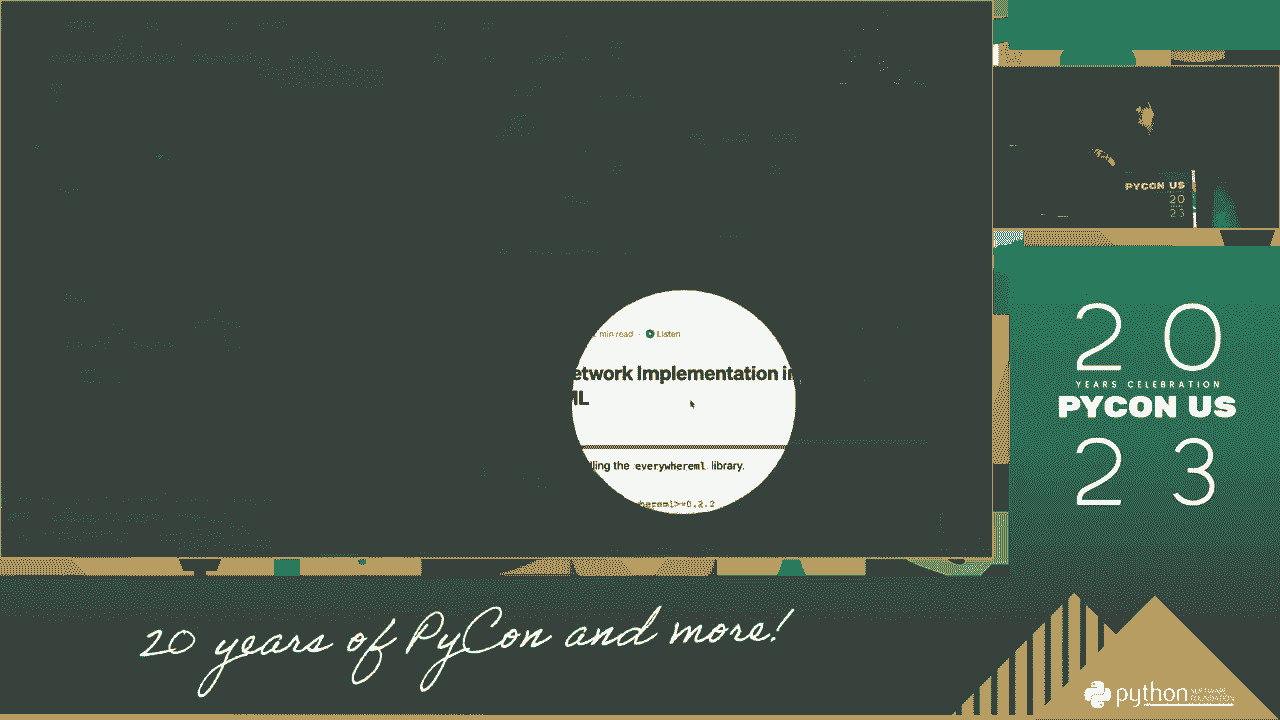 min read · Listen
etwork Implementation in
IL
lling the everywhereml library.
hereml>=0.2.2
PYCON US
20
23
20
YEARS CELEBRATION
PYCON US
23
20 years of PyCon and more!
python SOFTWARE
FOUNDATION